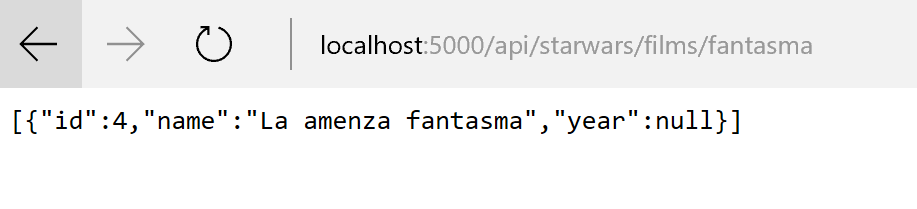 localhost:5000/api/starwars/films/fantasma
[{"id":4,"name":"La amenza fantasma","year":null}]